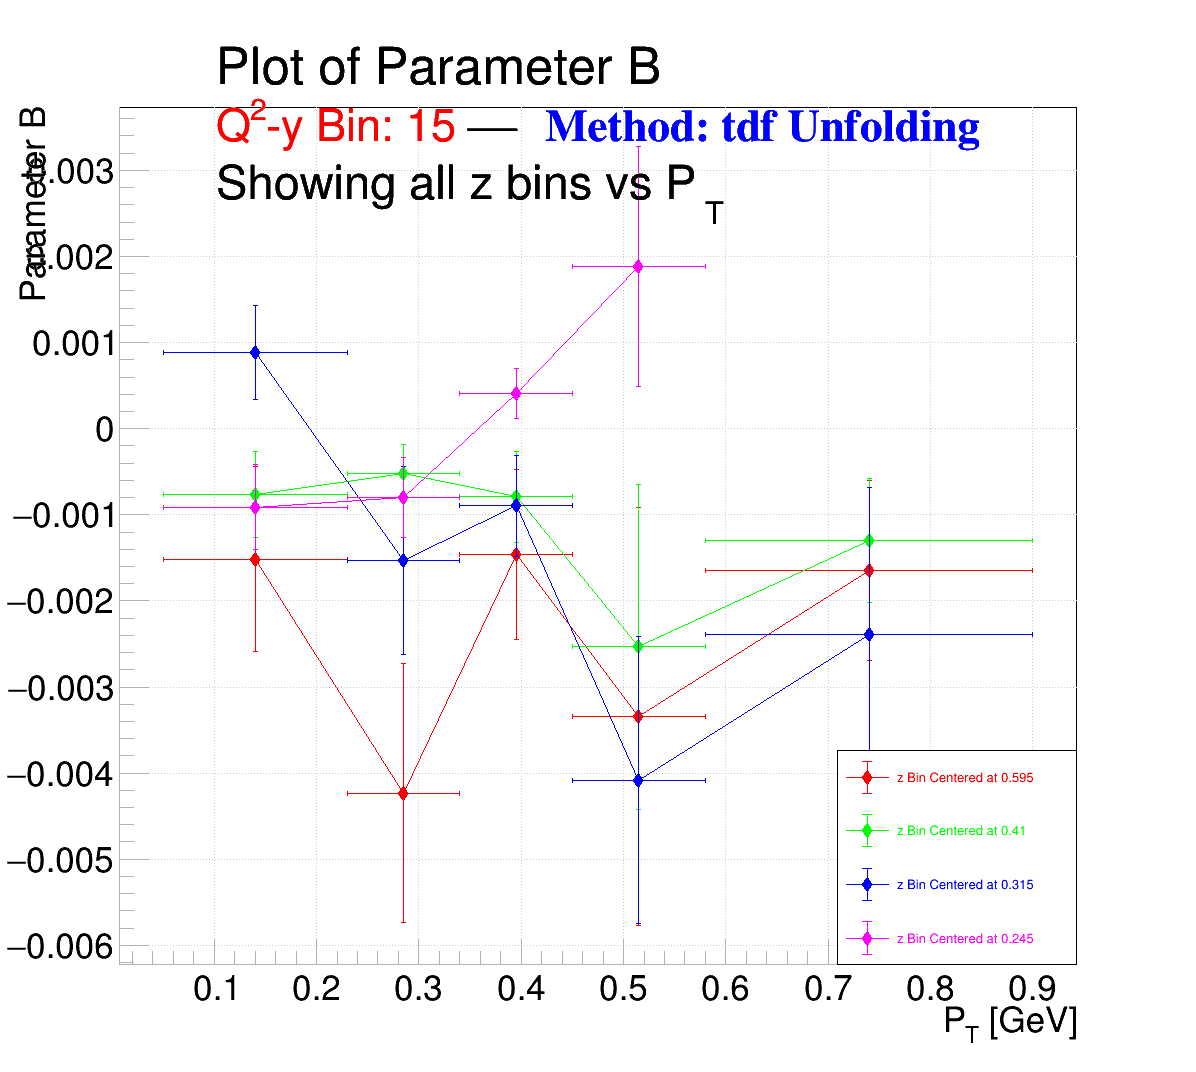 Plot of Parameter B
Q²-y Bin: 15 — Method: tdf Unfolding
Showing all z bins vs P_T
Parameter B
0.003
0.002
0.001
0
−0.001
−0.002
−0.003
−0.004
−0.005
−0.006
z Bin Centered at 0.595
z Bin Centered at 0.41
z Bin Centered at 0.315
z Bin Centered at 0.245
0.1 0.2 0.3 0.4 0.5 0.6 0.7 0.8 0.9
P_T [GeV]